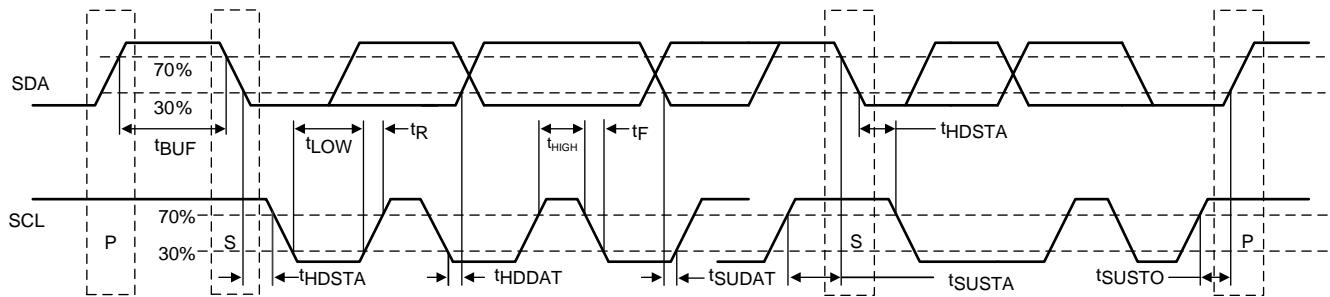 SDA
70%
30%
tBUF
tLOW
tR
tHIGH
tF
tHDSTA
SCL
70%
30%
P
S
S
P
tHDSTA
tHDDAT
tSUDAT
tSUSTA
tSUSTO